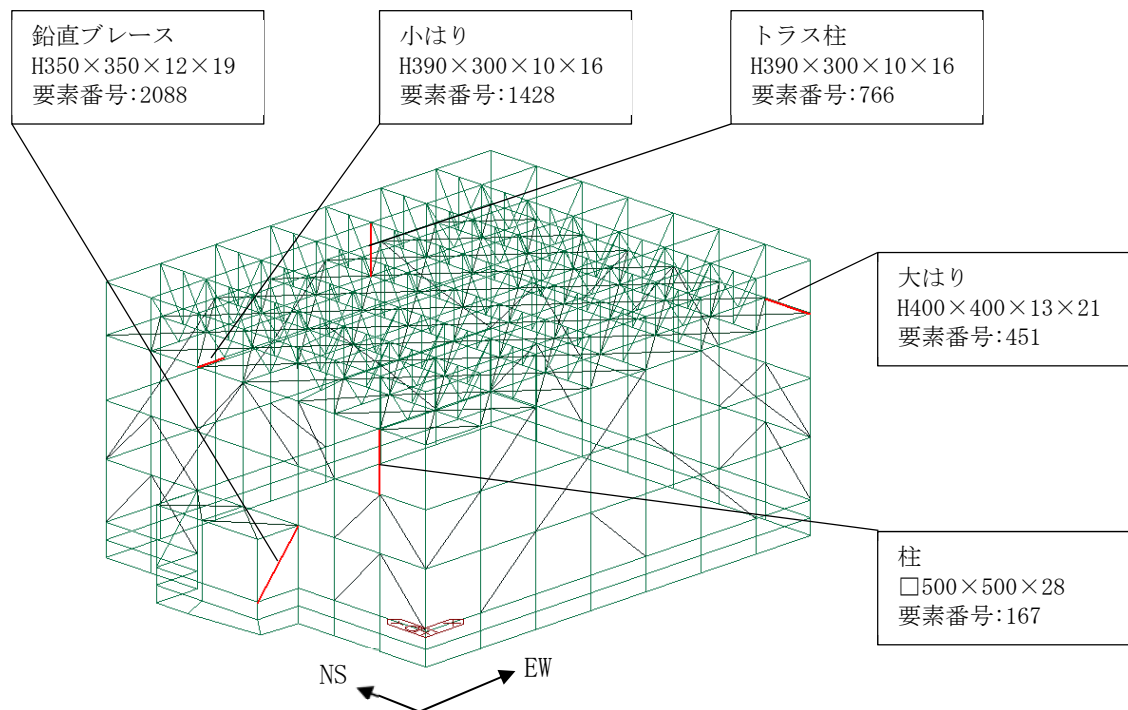 鉛直ブレース
H350×350×12×19
要素番号:2088
小はり
H390×300×10×16
要素番号:1428
トラス柱
H390×300×10×16
要素番号:766
大はり
H400×400×13×21
要素番号:451
柱
□500×500×28
要素番号:167
NS
EW